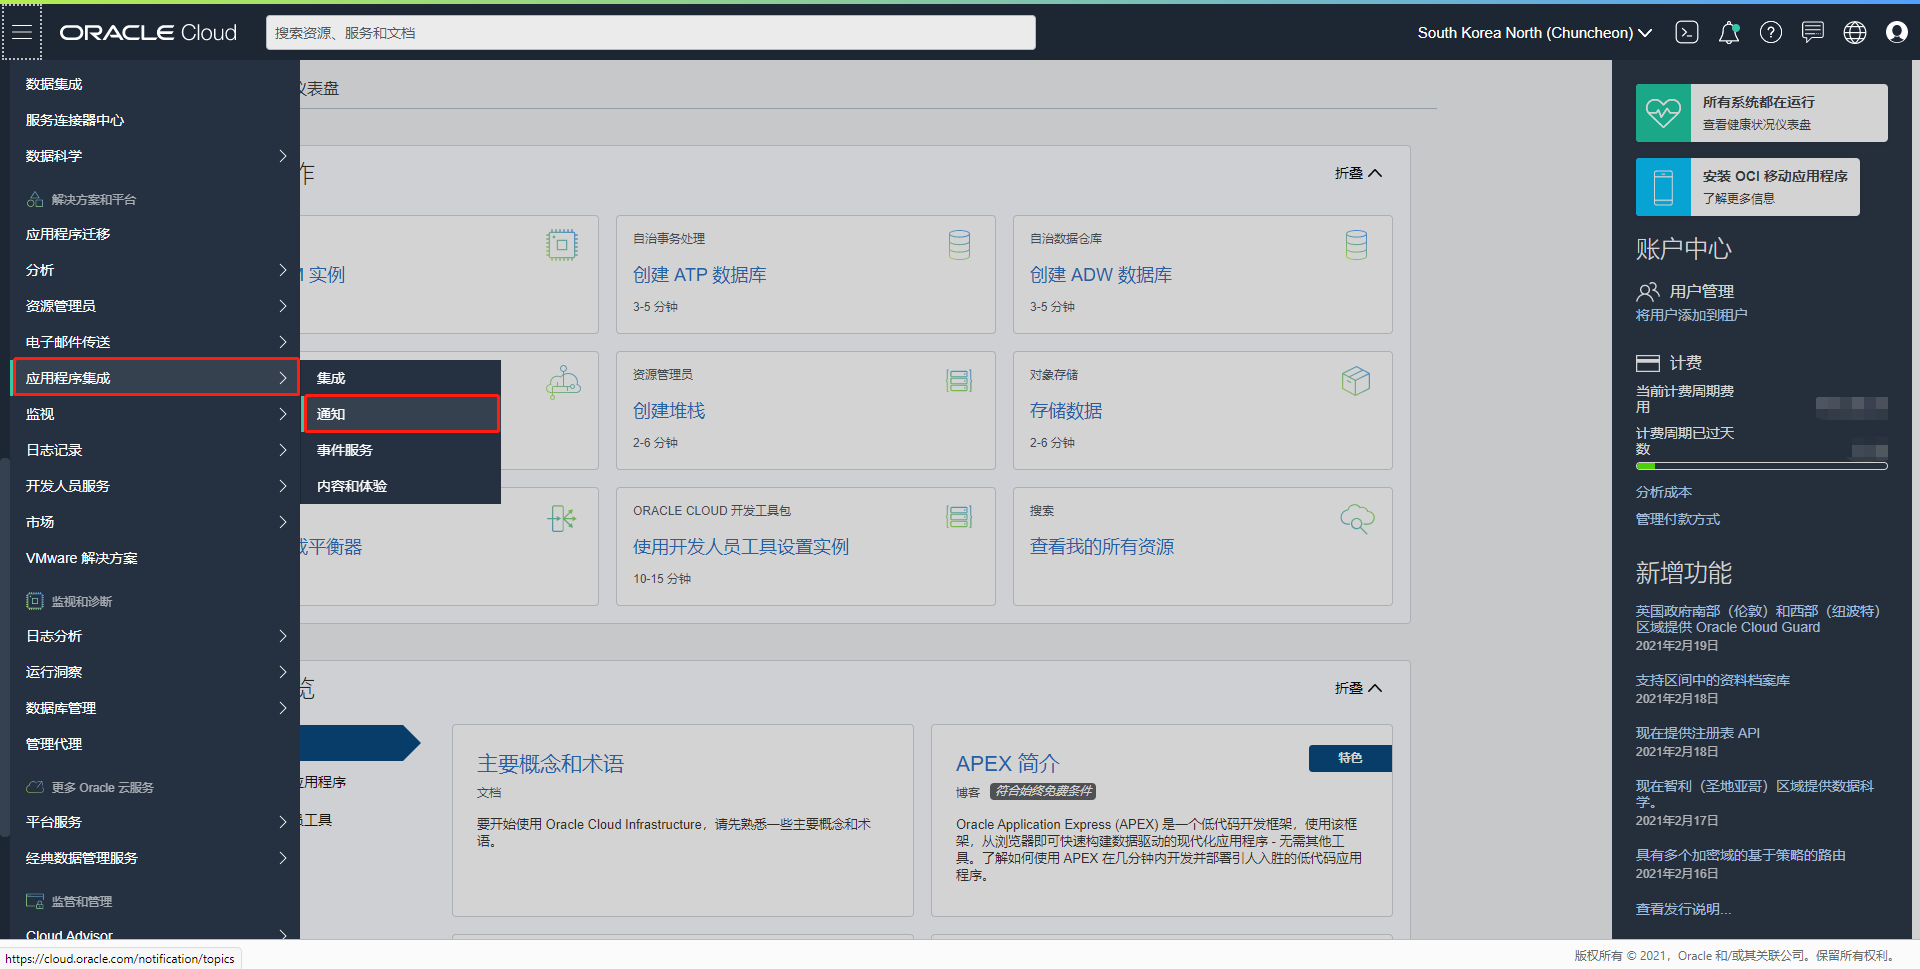 ORACLE Cloud
搜索资源、服务和文档
South Korea North (Chuncheon)
数据集成
服务连接器中心
数据科学
解决方案和平台
应用程序迁移
分析
资源管理员
电子邮件传送
应用程序集成
监视
日志记录
开发人员服务
市场
VMware 解决方案
监视和诊断
日志分析
运行洞察
数据库管理
管理代理
更多 Oracle 云服务
平台服务
经典数据管理服务
监管和管理
Cloud Advisor
集成
通知
事件服务
内容和体验
表盘
作
折叠
实例
自治事务处理
创建 ATP 数据库
3-5 分钟
自治数据仓库
创建 ADW 数据库
3-5 分钟
资源管理员
创建堆栈
2-6 分钟
对象存储
存储数据
2-6 分钟
平衡器
ORACLE CLOUD 开发工具包
使用开发人员工具设置实例
10-15 分钟
搜索
查看我的所有资源
览
折叠
应用程序
工具
主要概念和术语
文档
要开始使用 Oracle Cloud Infrastructure，请先熟悉一些主要概念和术
语。
APEX 简介
特色
博客 符合始终免费条件
Oracle Application Express (APEX) 是一个低代码开发框架，使用该框
架，从浏览器即可快速构建数据驱动的现代化应用程序 - 无需其他工
具。了解如何使用 APEX 在几分钟内开发并部署引人入胜的低代码应用
程序。
所有系统都在运行
查看健康状况仪表盘
安装 OCI 移动应用程序
了解更多信息
账户中心
用户管理
将用户添加到租户
计费
当前计费周期费
用
计费周期已过天
数
分析成本
管理付款方式
新增功能
英国政府南部（伦敦）和西部（纽波特）
区域提供 Oracle Cloud Guard
2021年2月19日
支持区间中的资料档案库
2021年2月18日
现在提供注册表 API
2021年2月18日
现在智利（圣地亚哥）区域提供数据科
学。
2021年2月17日
具有多个加密域的基于策略的路由
2021年2月16日
查看发行说明...
https://cloud.oracle.com/notification/topics
版权所有 © 2021，Oracle 和/或其关联公司。保留所有权利。